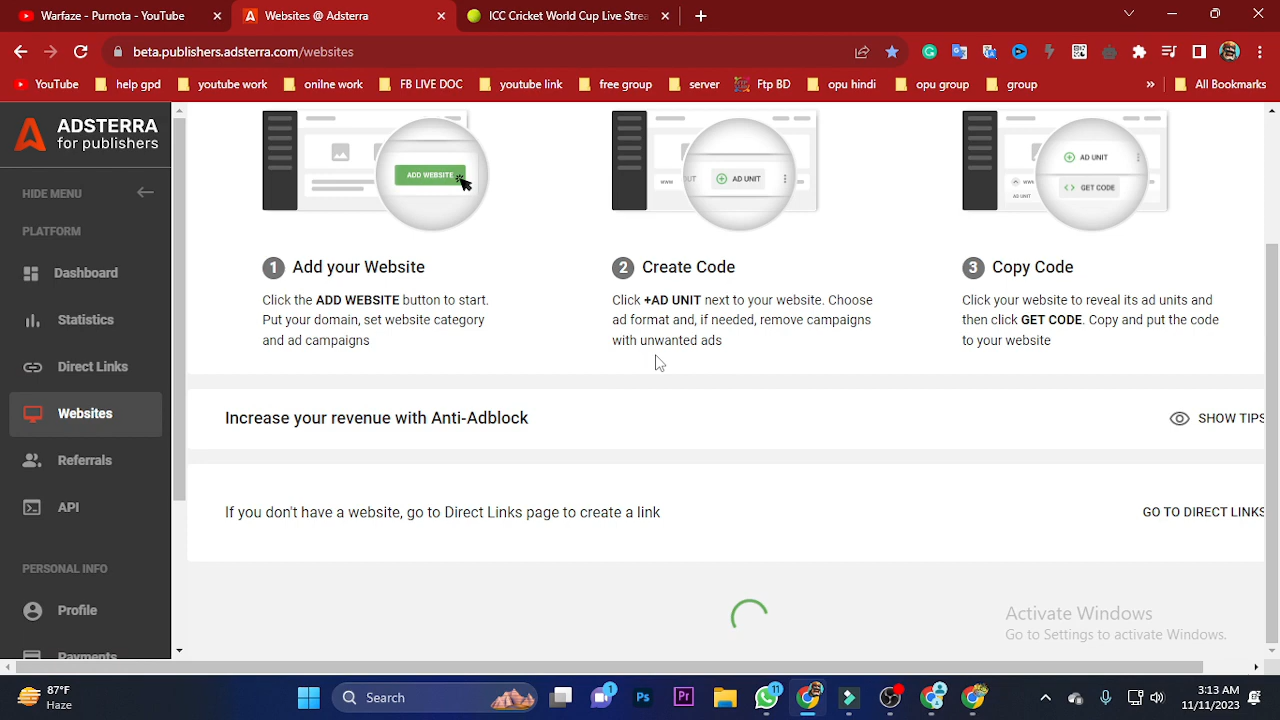 Warfaze - Purnota - YouTube
Websites @ Adsterra
ICC Cricket World Cup Live Strea
beta.publishers.adsterra.com/websites
YouTube
help gpd
youtube work
onlne work
FB LIVE DOC
youtube link
free group
server
Ftp BD
opu hindi
opu group
group
»
All Bookmarks
ADSTERRA
for publishers
HIDE MENU
PLATFORM
Dashboard
Statistics
Direct Links
Websites
Referrals
API
PERSONAL INFO
Profile
Payments
ADD WEBSITE
AD UNIT
AD UNIT
GET CODE
1 Add your Website
Click the ADD WEBSITE button to start.
Put your domain, set website category
and ad campaigns
2 Create Code
Click +AD UNIT next to your website. Choose
ad format and, if needed, remove campaigns
with unwanted ads
3 Copy Code
Click your website to reveal its ad units and
then click GET CODE. Copy and put the code
to your website
Increase your revenue with Anti-Adblock
SHOW TIPS
If you don't have a website, go to Direct Links page to create a link
GO TO DIRECT LINKS
Activate Windows
Go to Settings to activate Windows.
87°F
Haze
Search
1
Ps
Pr
11
3:13 AM
11/11/2023